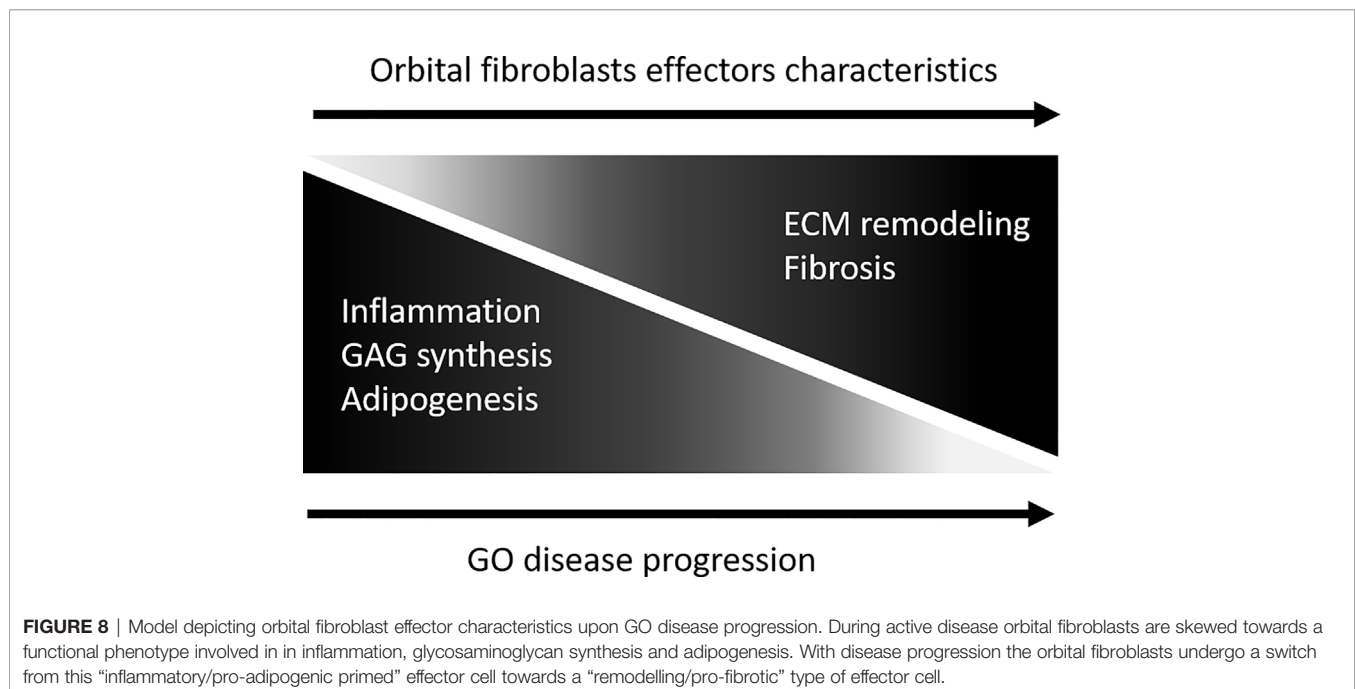 Orbital fibroblasts effectors characteristics
ECM remodeling
Fibrosis
Inflammation
GAG synthesis
Adipogenesis
GO disease progression
FIGURE 8 | Model depicting orbital fibroblast effector characteristics upon GO disease progression. During active disease orbital fibroblasts are skewed towards a
functional phenotype involved in in inflammation, glycosaminoglycan synthesis and adipogenesis. With disease progression the orbital fibroblasts undergo a switch
from this “inflammatory/pro-adipogenic primed” effector cell towards a “remodelling/pro-fibrotic” type of effector cell.